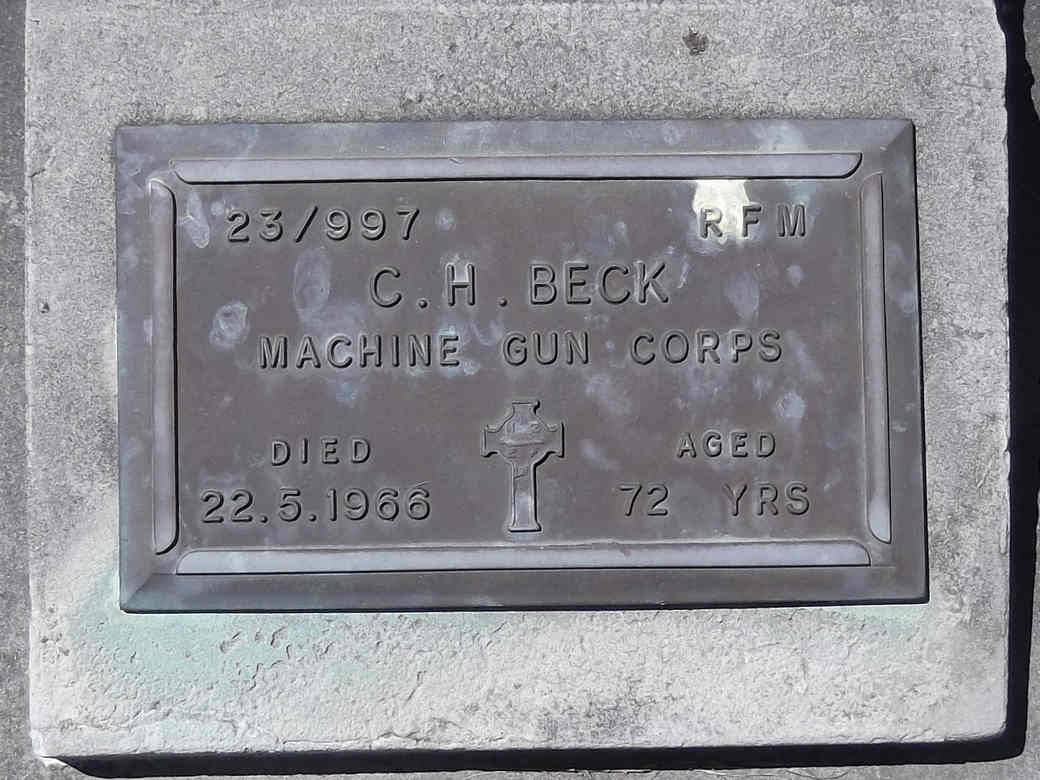 23/997 RFM
C. H. BECK
MACHINE GUN CORPS
DIED AGED
22.5.1966 72 YRS